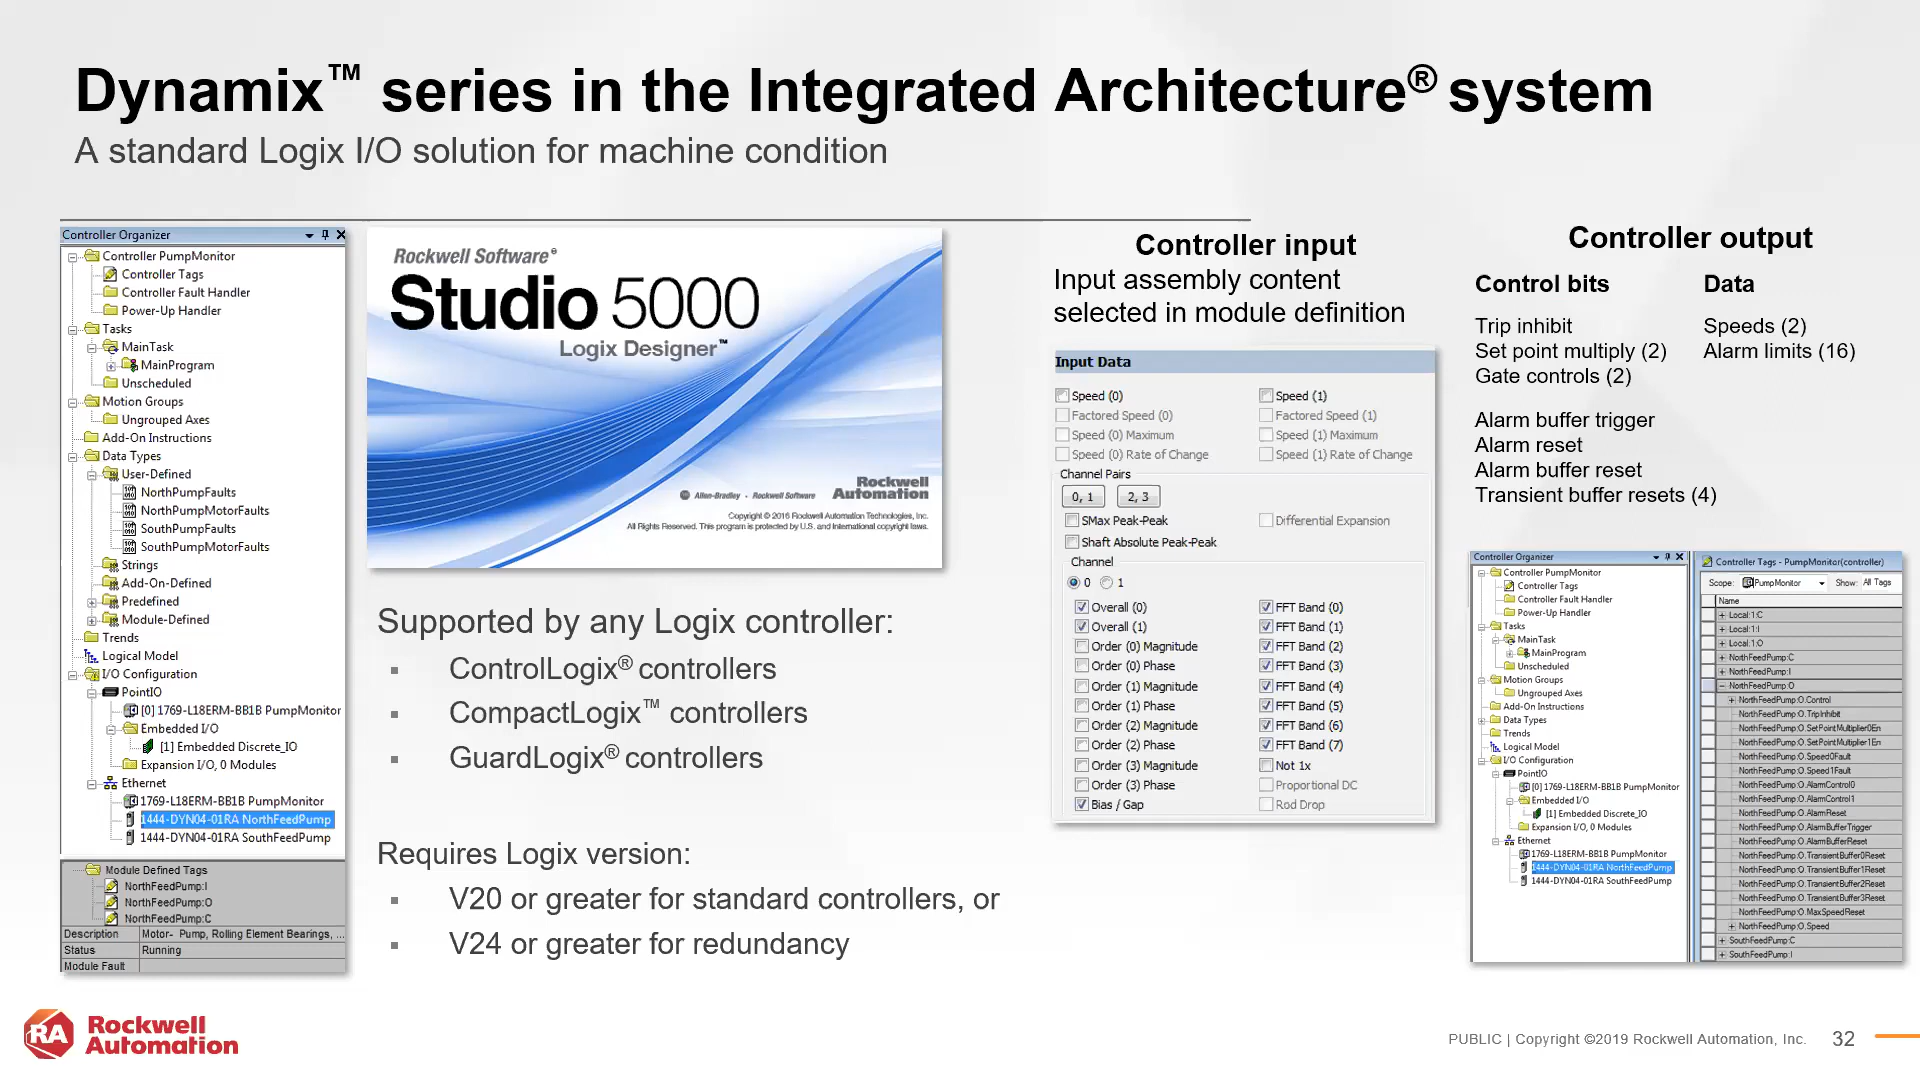 Dynamix™ series in the Integrated Architecture® system
A standard Logix I/O solution for machine condition
Controller Organizer
Controller PumpMonitor
Controller Tags
Controller Fault Handler
Power-Up Handler
Tasks
MainTask
MainProgram
Unscheduled
Motion Groups
Ungrouped Axes
Add-On Instructions
Data Types
User-Defined
NorthPumpFaults
NorthPumpMotorFaults
SouthPumpFaults
SouthPumpMotorFaults
Strings
Add-On-Defined
Predefined
Module-Defined
Trends
Logical Model
I/O Configuration
PointIO
[0] 1769-L18ERM-BB1B PumpMonitor
Embedded I/O
[1] Embedded Discrete_IO
Expansion I/O, 0 Modules
Ethernet
1769-L18ERM-BB1B PumpMonitor
1444-DYN04-01RA NorthFeedPump
1444-DYN04-01RA SouthFeedPump
Module Defined Tags
NorthFeedPump:I
NorthFeedPump:O
NorthFeedPump:C
Description Motor- Pump, Rolling Element Bearings, ...
Status Running
Module Fault
Rockwell Software®
Studio 5000
Logix Designer™
Allen-Bradley • Rockwell Software
Rockwell
Automation
Copyright © 2016 Rockwell Automation Technologies, Inc.
All Rights Reserved. This program is protected by U.S. and International copyright laws.
Supported by any Logix controller:
▪ ControlLogix® controllers
▪ CompactLogix™ controllers
▪ GuardLogix® controllers
Requires Logix version:
▪ V20 or greater for standard controllers, or
▪ V24 or greater for redundancy
Controller input
Input assembly content
selected in module definition
Input Data
Speed (0) Speed (1)
Factored Speed (0) Factored Speed (1)
Speed (0) Maximum Speed (1) Maximum
Speed (0) Rate of Change Speed (1) Rate of Change
Channel Pairs
0, 1 2, 3
SMax Peak-Peak Differential Expansion
Shaft Absolute Peak-Peak
Channel
0 1
Overall (0) FFT Band (0)
Overall (1) FFT Band (1)
Order (0) Magnitude FFT Band (2)
Order (0) Phase FFT Band (3)
Order (1) Magnitude FFT Band (4)
Order (1) Phase FFT Band (5)
Order (2) Magnitude FFT Band (6)
Order (2) Phase FFT Band (7)
Order (3) Magnitude Not 1x
Order (3) Phase Proportional DC
Bias / Gap Rod Drop
Controller output
Control bits Data
Trip inhibit Speeds (2)
Set point multiply (2) Alarm limits (16)
Gate controls (2)
Alarm buffer trigger
Alarm reset
Alarm buffer reset
Transient buffer resets (4)
Controller Organizer
Controller PumpMonitor
Controller Tags
Controller Fault Handler
Power-Up Handler
Tasks
MainTask
MainProgram
Unscheduled
Motion Groups
Ungrouped Axes
Add-On Instructions
Data Types
Trends
Logical Model
I/O Configuration
PointIO
[0] 1769-L18ERM-BB1B PumpMonitor
Embedded I/O
[1] Embedded Discrete_IO
Expansion I/O, 0 Modules
Ethernet
1769-L18ERM-BB1B PumpMonitor
1444-DYN04-01RA NorthFeedPump
1444-DYN04-01RA SouthFeedPump
Controller Tags - PumpMonitor(controller)
Scope: PumpMonitor Show: All Tags
Name
Local:1:C
Local:1:I
Local:1:O
NorthFeedPump:C
NorthFeedPump:I
NorthFeedPump:O
NorthFeedPump:O.Control
NorthFeedPump:O.TripInhibit
NorthFeedPump:O.SetPointMultiplier0En
NorthFeedPump:O.SetPointMultiplier1En
NorthFeedPump:O.Speed0Fault
NorthFeedPump:O.Speed1Fault
NorthFeedPump:O.AlarmControl0
NorthFeedPump:O.AlarmControl1
NorthFeedPump:O.AlarmReset
NorthFeedPump:O.AlarmBufferTrigger
NorthFeedPump:O.AlarmBufferReset
NorthFeedPump:O.TransientBuffer0Reset
NorthFeedPump:O.TransientBuffer1Reset
NorthFeedPump:O.TransientBuffer2Reset
NorthFeedPump:O.TransientBuffer3Reset
NorthFeedPump:O.MaxSpeedReset
NorthFeedPump:O.Speed
SouthFeedPump:C
SouthFeedPump:I
RA Rockwell
Automation
PUBLIC | Copyright ©2019 Rockwell Automation, Inc. 32